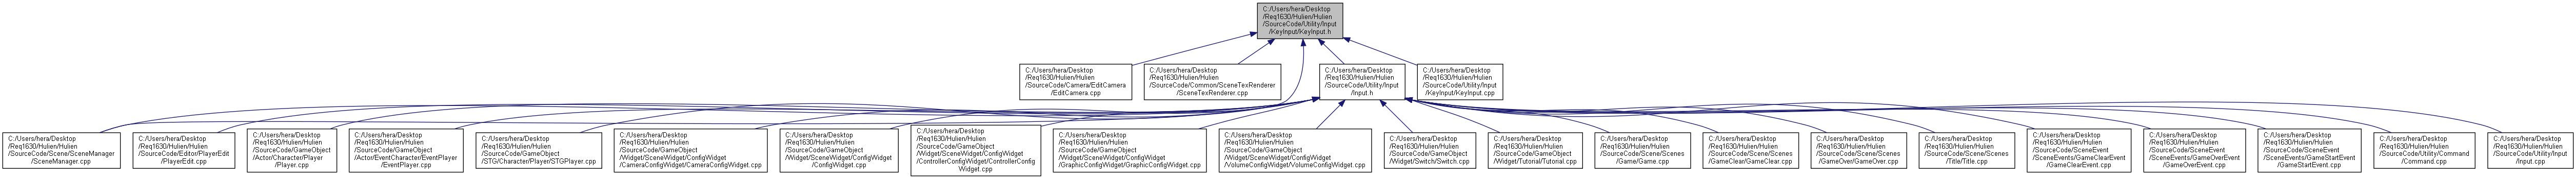 C:/Users/hera/Desktop
/Req1630/Hulien/Hulien
/SourceCode/Utility/Input
/KeyInput/KeyInput.h
C:/Users/hera/Desktop
/Req1630/Hulien/Hulien
/SourceCode/Camera/EditCamera
/EditCamera.cpp
C:/Users/hera/Desktop
/Req1630/Hulien/Hulien
/SourceCode/Common/SceneTexRenderer
/SceneTexRenderer.cpp
C:/Users/hera/Desktop
/Req1630/Hulien/Hulien
/SourceCode/Utility/Input
/Input.h
C:/Users/hera/Desktop
/Req1630/Hulien/Hulien
/SourceCode/Utility/Input
/KeyInput/KeyInput.cpp
C:/Users/hera/Desktop
/Req1630/Hulien/Hulien
/SourceCode/Scene/SceneManager
/SceneManager.cpp
C:/Users/hera/Desktop
/Req1630/Hulien/Hulien
/SourceCode/Editor/PlayerEdit
/PlayerEdit.cpp
C:/Users/hera/Desktop
/Req1630/Hulien/Hulien
/SourceCode/GameObject
/Actor/Character/Player
/Player.cpp
C:/Users/hera/Desktop
/Req1630/Hulien/Hulien
/SourceCode/GameObject
/Actor/EventCharacter/EventPlayer
/EventPlayer.cpp
C:/Users/hera/Desktop
/Req1630/Hulien/Hulien
/SourceCode/GameObject
/STG/Character/Player/STGPlayer.cpp
C:/Users/hera/Desktop
/Req1630/Hulien/Hulien
/SourceCode/GameObject
/Widget/SceneWidget/ConfigWidget
/CameraConfigWidget/CameraConfigWidget.cpp
C:/Users/hera/Desktop
/Req1630/Hulien/Hulien
/SourceCode/GameObject
/Widget/SceneWidget/ConfigWidget
/ConfigWidget.cpp
C:/Users/hera/Desktop
/Req1630/Hulien/Hulien
/SourceCode/GameObject
/Widget/SceneWidget/ConfigWidget
/ControllerConfigWidget/ControllerConfig
Widget.cpp
C:/Users/hera/Desktop
/Req1630/Hulien/Hulien
/SourceCode/GameObject
/Widget/SceneWidget/ConfigWidget
/GraphicConfigWidget/GraphicConfigWidget.cpp
C:/Users/hera/Desktop
/Req1630/Hulien/Hulien
/SourceCode/GameObject
/Widget/SceneWidget/ConfigWidget
/VolumeConfigWidget/VolumeConfigWidget.cpp
C:/Users/hera/Desktop
/Req1630/Hulien/Hulien
/SourceCode/GameObject
/Widget/Switch/Switch.cpp
C:/Users/hera/Desktop
/Req1630/Hulien/Hulien
/SourceCode/GameObject
/Widget/Tutorial/Tutorial.cpp
C:/Users/hera/Desktop
/Req1630/Hulien/Hulien
/SourceCode/Scene/Scenes
/Game/Game.cpp
C:/Users/hera/Desktop
/Req1630/Hulien/Hulien
/SourceCode/Scene/Scenes
/GameClear/GameClear.cpp
C:/Users/hera/Desktop
/Req1630/Hulien/Hulien
/SourceCode/Scene/Scenes
/GameOver/GameOver.cpp
C:/Users/hera/Desktop
/Req1630/Hulien/Hulien
/SourceCode/Scene/Scenes
/Title/Title.cpp
C:/Users/hera/Desktop
/Req1630/Hulien/Hulien
/SourceCode/SceneEvent
/SceneEvents/GameClearEvent
/GameClearEvent.cpp
C:/Users/hera/Desktop
/Req1630/Hulien/Hulien
/SourceCode/SceneEvent
/SceneEvents/GameOverEvent
/GameOverEvent.cpp
C:/Users/hera/Desktop
/Req1630/Hulien/Hulien
/SourceCode/SceneEvent
/SceneEvents/GameStartEvent
/GameStartEvent.cpp
C:/Users/hera/Desktop
/Req1630/Hulien/Hulien
/SourceCode/Utility/Command
/Command.cpp
C:/Users/hera/Desktop
/Req1630/Hulien/Hulien
/SourceCode/Utility/Input
/Input.cpp